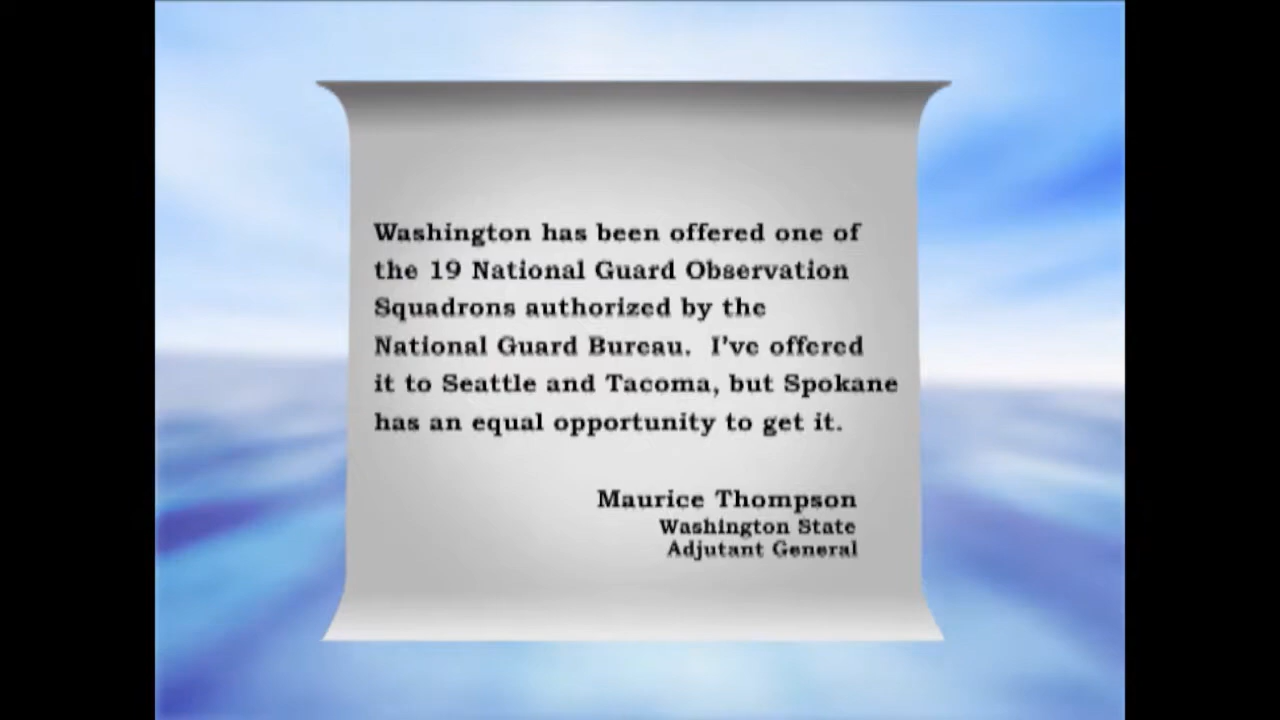 Washington has been offered one of
the 19 National Guard Observation
Squadrons authorized by the
National Guard Bureau.  I've offered
it to Seattle and Tacoma, but Spokane
has an equal opportunity to get it.
Maurice Thompson
Washington State
Adjutant General